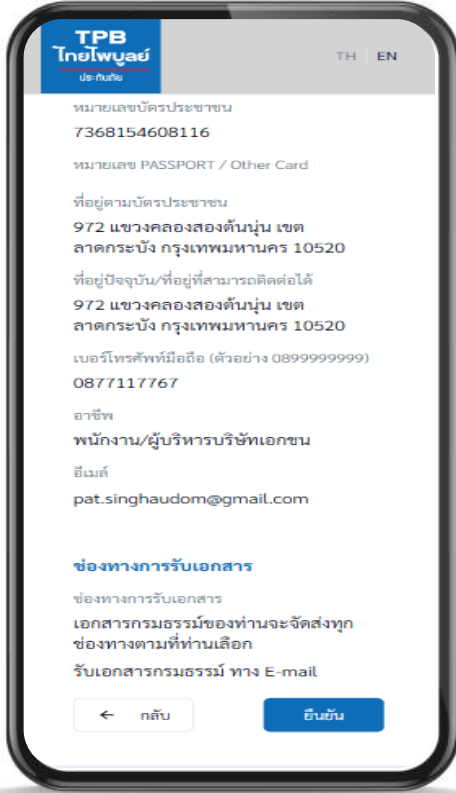 TPB
ไทยไพบูลย์
ประกันภัย
TH EN
หมายเลขบัตรประชาชน
7368154608116
หมายเลข PASSPORT / Other Card
ที่อยู่ตามบัตรประชาชน
972 แขวงคลองสองต้นนุ่น เขต
ลาดกระบัง กรุงเทพมหานคร 10520
ที่อยู่ปัจจุบัน/ที่อยู่ที่สามารถติดต่อได้
972 แขวงคลองสองต้นนุ่น เขต
ลาดกระบัง กรุงเทพมหานคร 10520
เบอร์โทรศัพท์มือถือ (ตัวอย่าง 0899999999)
0877117767
อาชีพ
พนักงาน/ผู้บริหารบริษัทเอกชน
อีเมล์
pat.singhaudom@gmail.com
ช่องทางการรับเอกสาร
ช่องทางการรับเอกสาร
เอกสารกรมธรรม์ของท่านจะจัดส่งทุก
ช่องทางตามที่ท่านเลือก
รับเอกสารกรมธรรม์ ทาง E-mail
← กลับ ยืนยัน